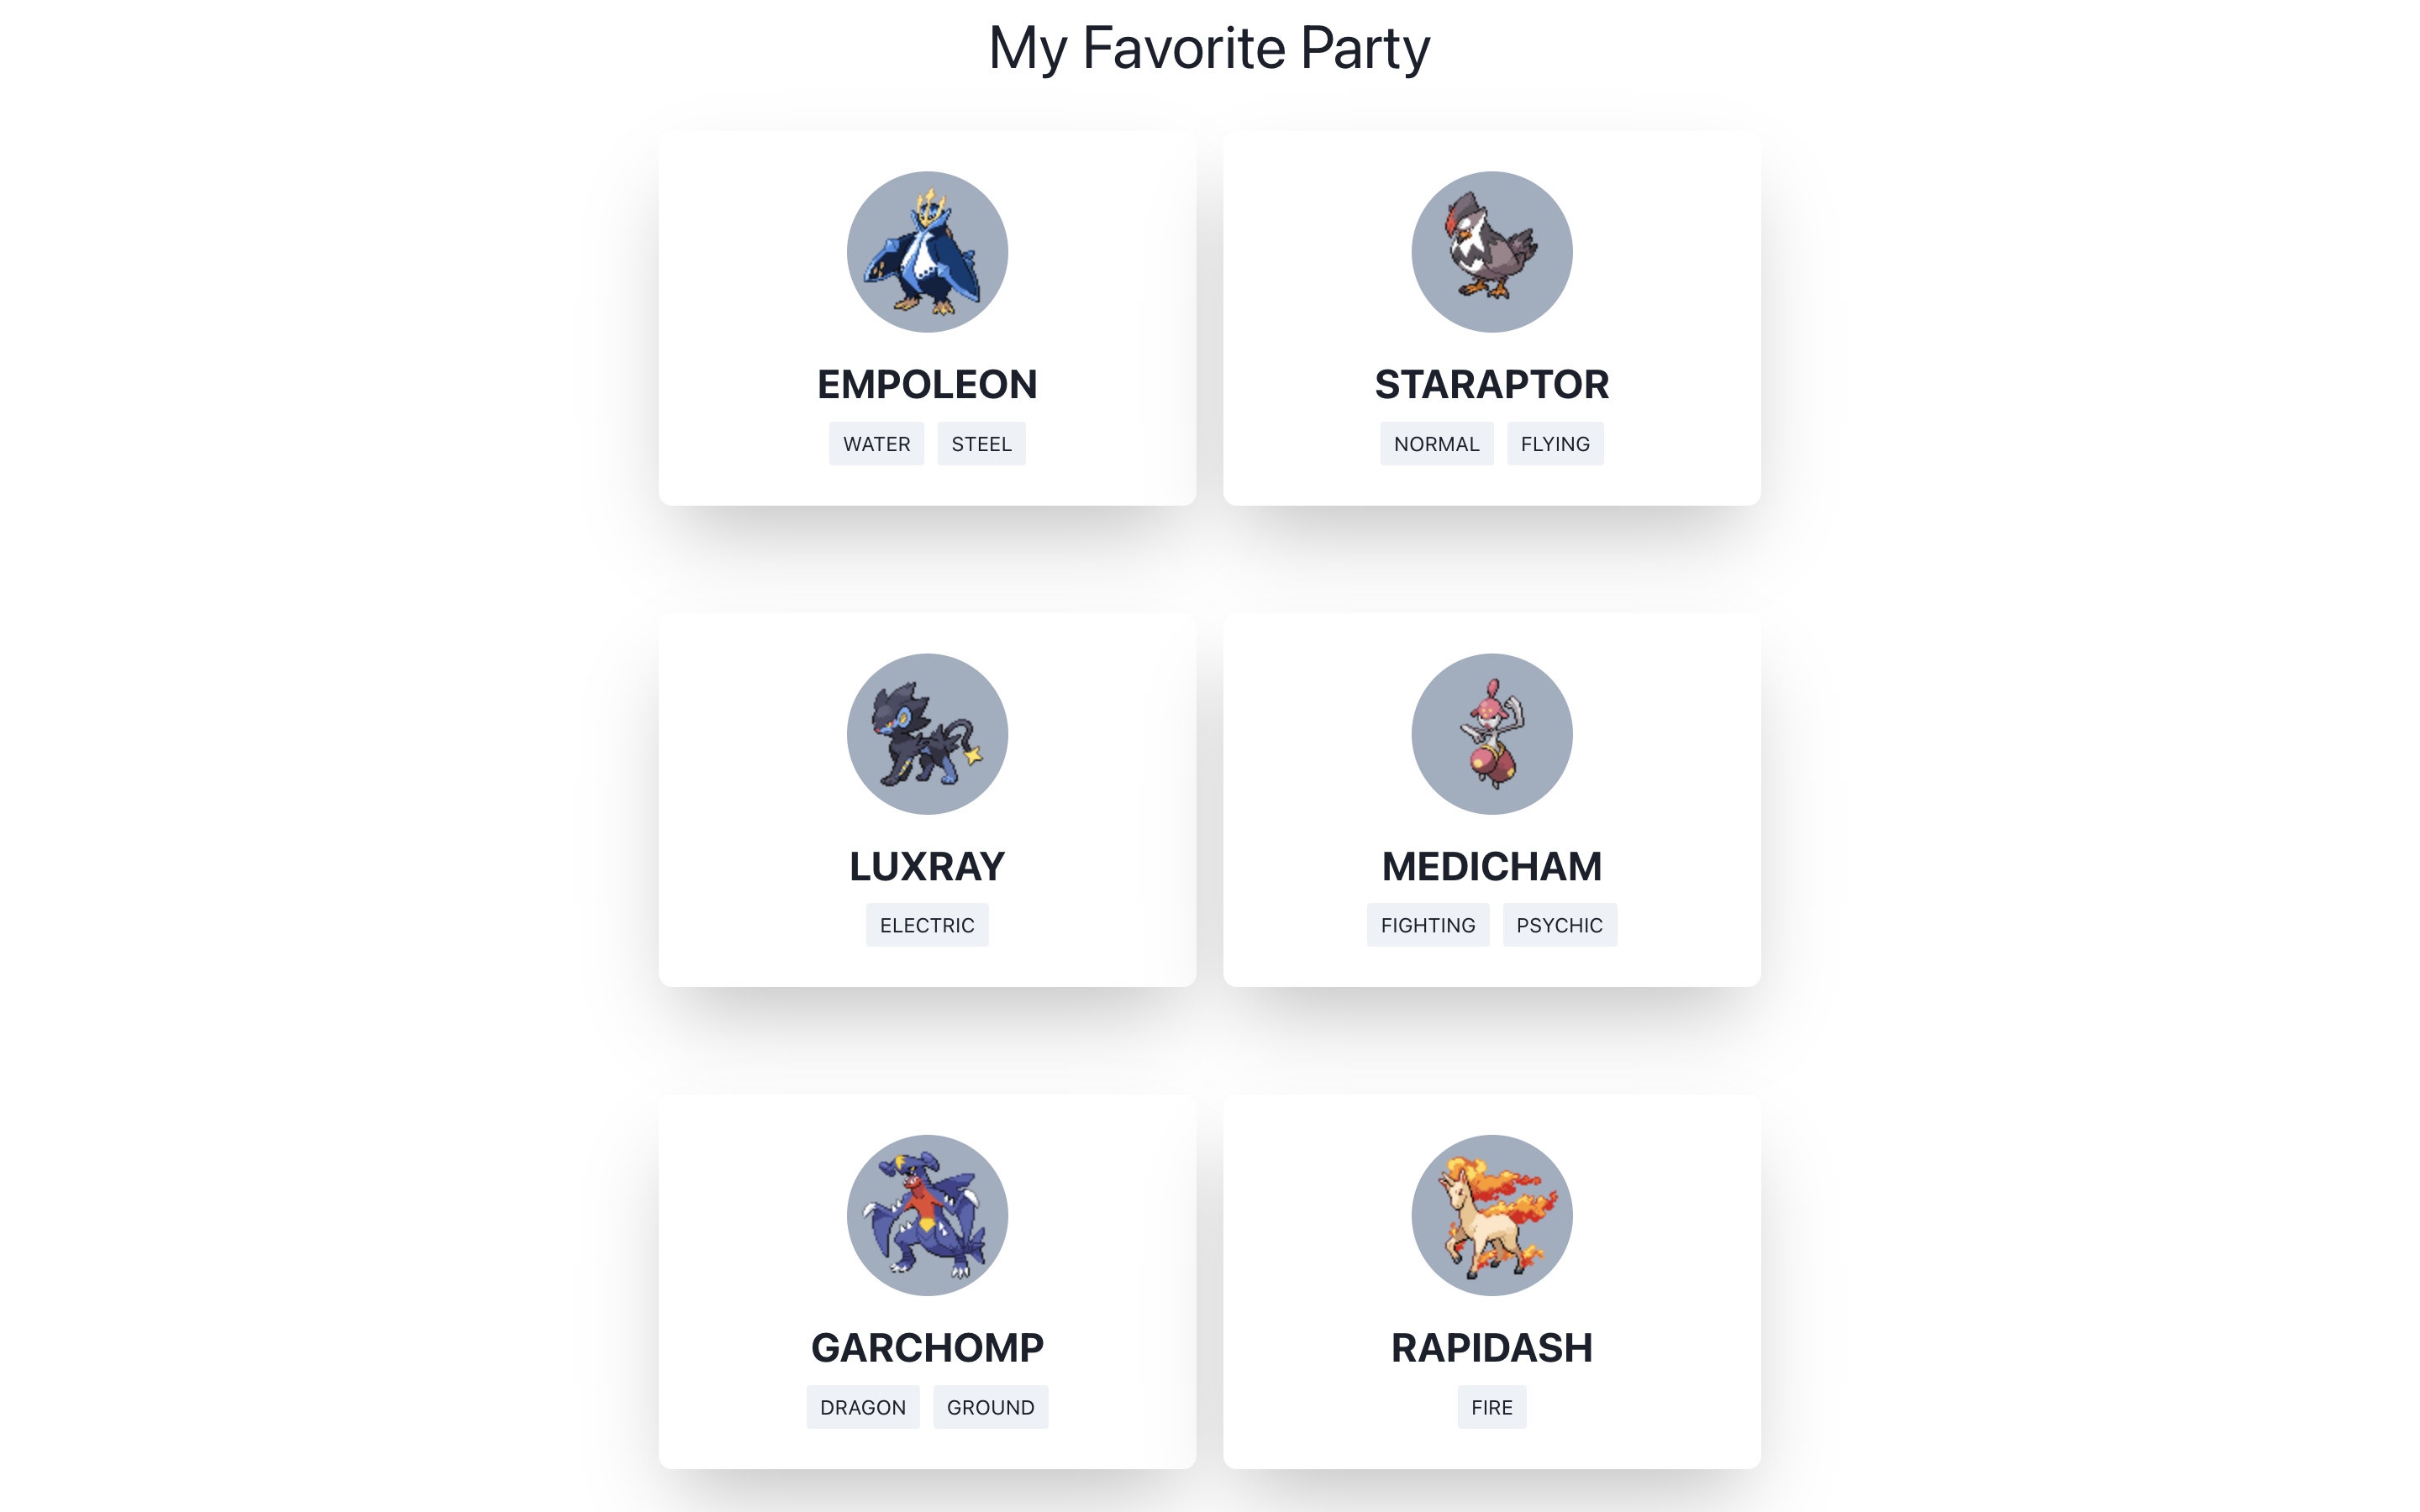 My Favorite Party
EMPOLEON
WATER STEEL
STARAPTOR
NORMAL FLYING
LUXRAY
ELECTRIC
MEDICHAM
FIGHTING PSYCHIC
GARCHOMP
DRAGON GROUND
RAPIDASH
FIRE